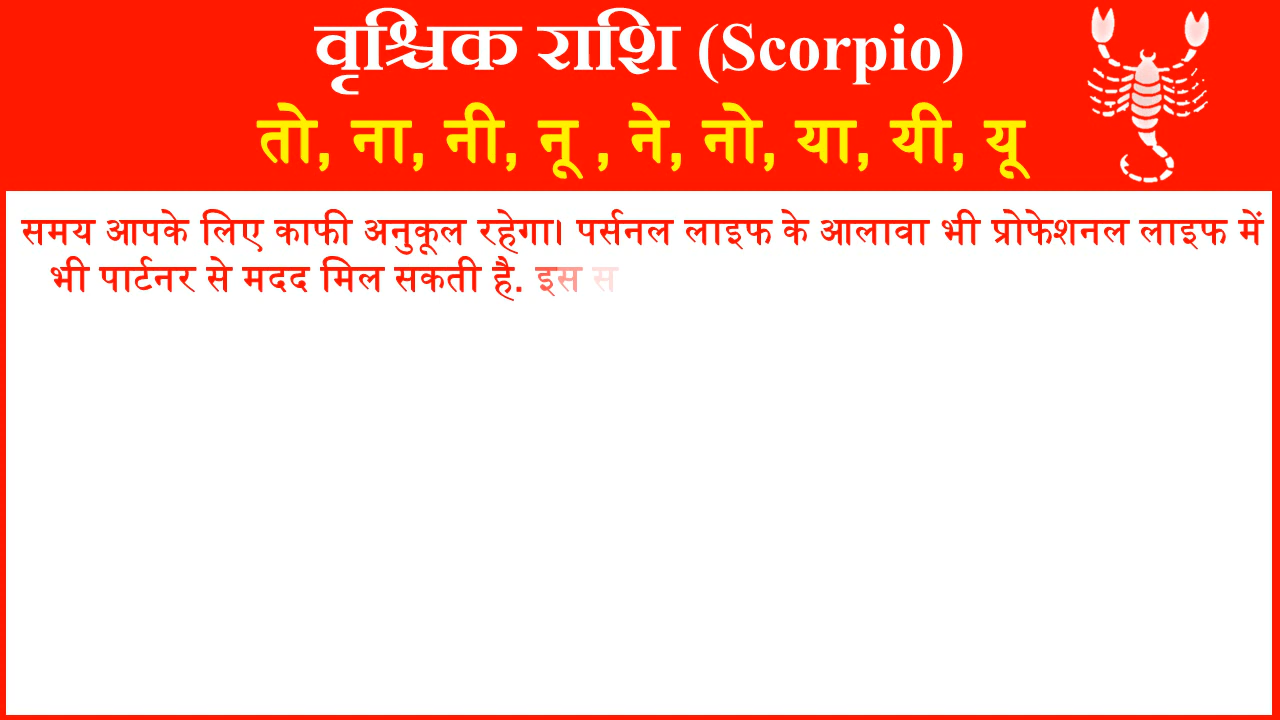 वृश्चिक राशि (Scorpio)
तो, ना, नी, नू , ने, नो, या, यी, यू
समय आपके लिए काफी अनुकूल रहेगा। पर्सनल लाइफ के आलावा भी प्रोफेशनल लाइफ में
भी पार्टनर से मदद मिल सकती है. इस स